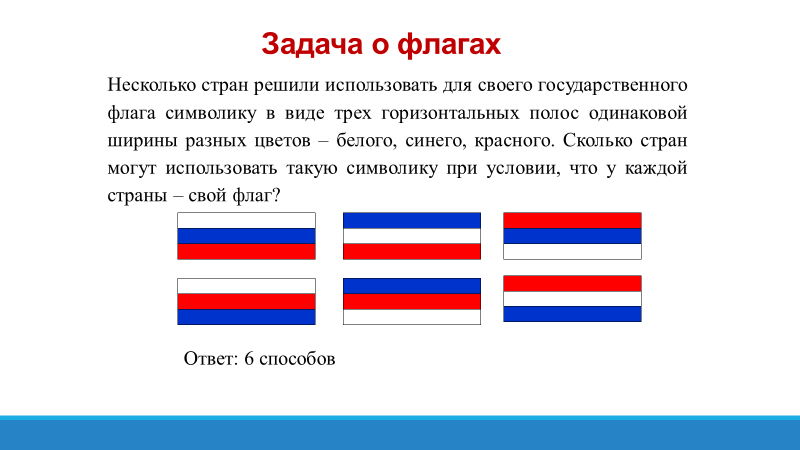 Задача о флагах
Несколько стран решили использовать для своего государственного
флага символику в виде трех горизонтальных полос одинаковой
ширины разных цветов – белого, синего, красного. Сколько стран
могут использовать такую символику при условии, что у каждой
страны – свой флаг?
Ответ: 6 способов